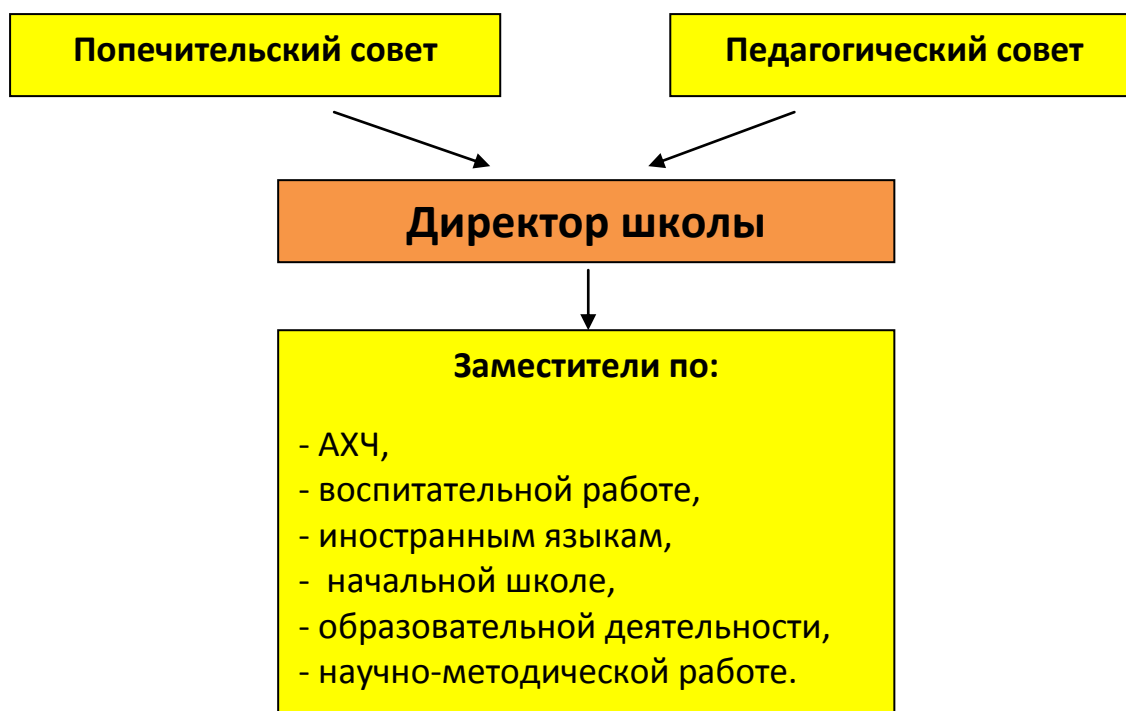 Попечительский совет
Педагогический совет
Директор школы
Заместители по:
- АХЧ,
- воспитательной работе,
- иностранным языкам,
-  начальной школе,
- образовательной деятельности,
- научно-методической работе.